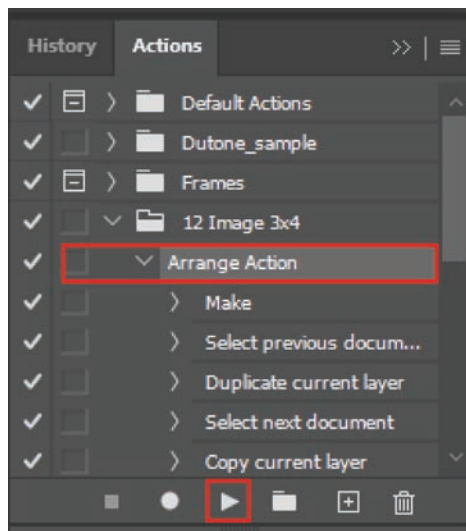 History Actions
Default Actions
Dutone_sample
Frames
12 Image 3x4
Arrange Action
Make
Select previous docum...
Duplicate current layer
Select next document
Copy current layer